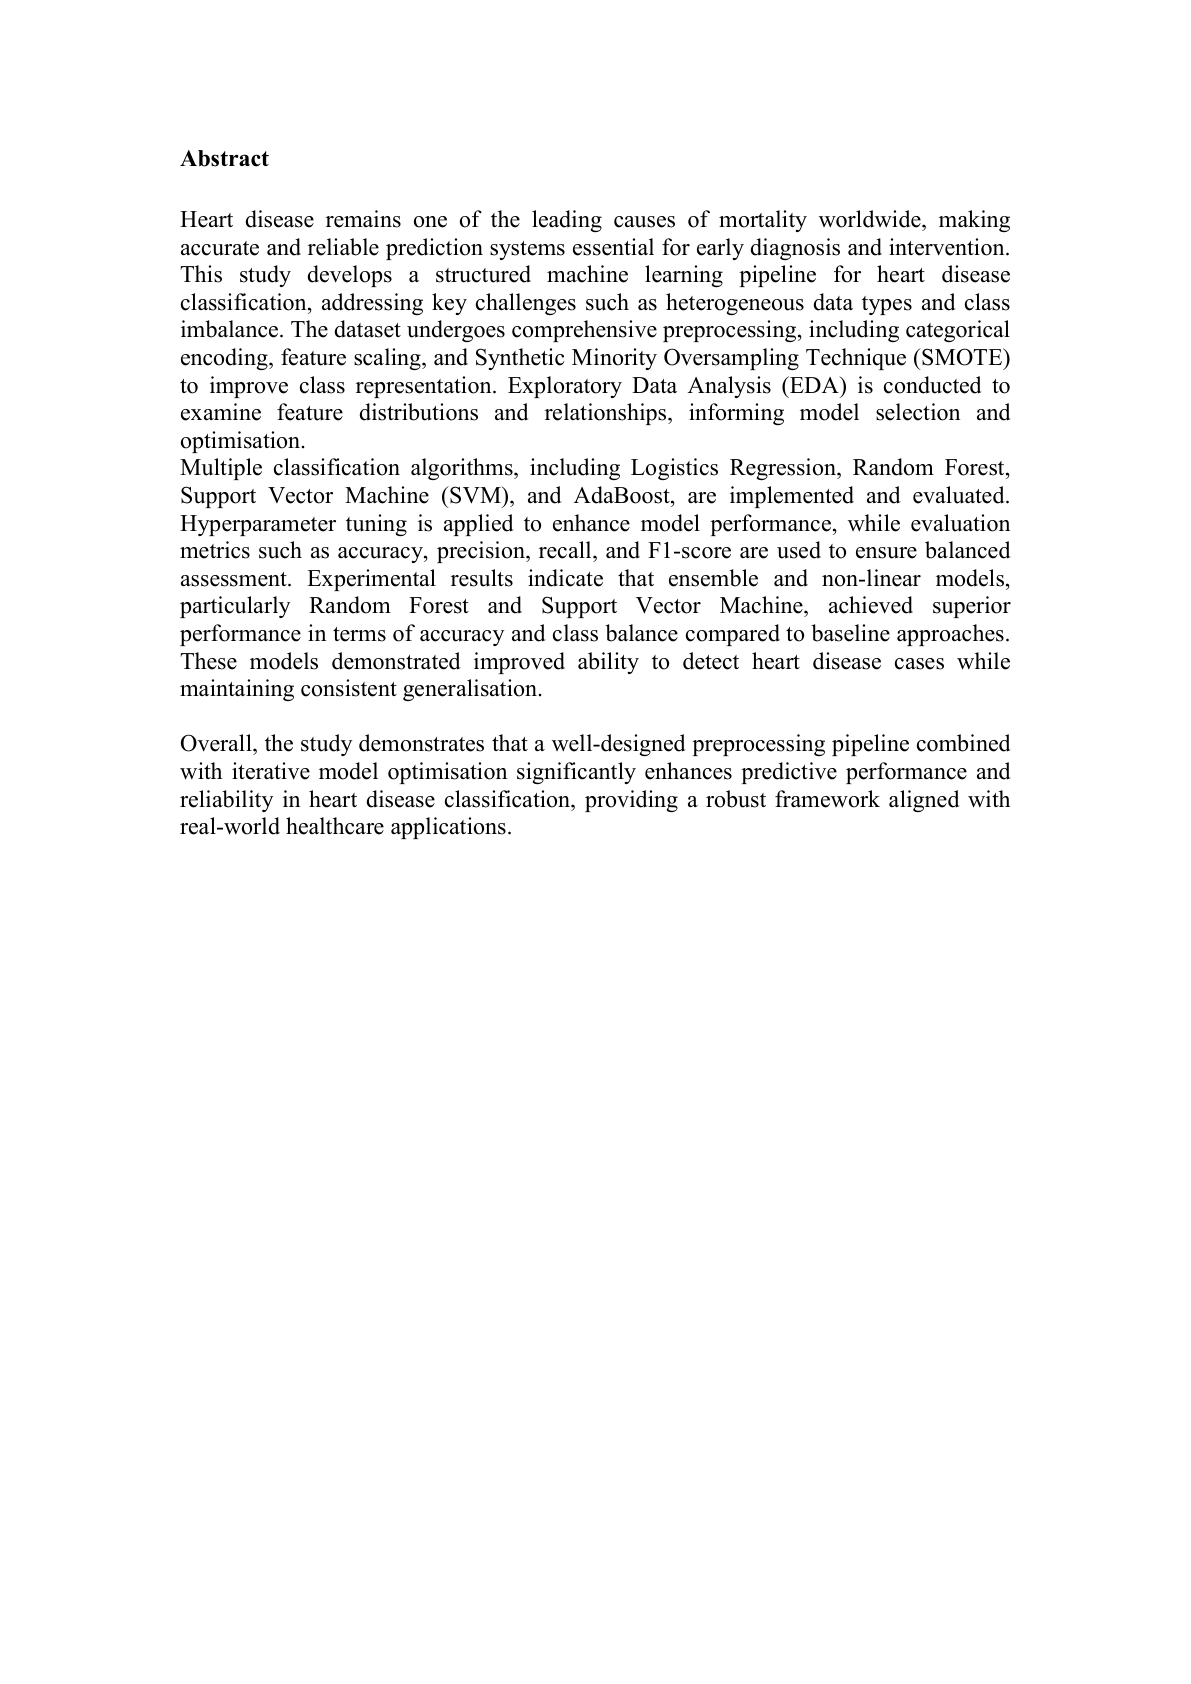 Abstract
Heart disease remains one of the leading causes of mortality worldwide, making
accurate and reliable prediction systems essential for early diagnosis and intervention.
This study develops a structured machine learning pipeline for heart disease
classification, addressing key challenges such as heterogeneous data types and class
imbalance. The dataset undergoes comprehensive preprocessing, including categorical
encoding, feature scaling, and Synthetic Minority Oversampling Technique (SMOTE)
to improve class representation. Exploratory Data Analysis (EDA) is conducted to
examine feature distributions and relationships, informing model selection and
optimisation.
Multiple classification algorithms, including Logistics Regression, Random Forest,
Support Vector Machine (SVM), and AdaBoost, are implemented and evaluated.
Hyperparameter tuning is applied to enhance model performance, while evaluation
metrics such as accuracy, precision, recall, and F1-score are used to ensure balanced
assessment. Experimental results indicate that ensemble and non-linear models,
particularly Random Forest and Support Vector Machine, achieved superior
performance in terms of accuracy and class balance compared to baseline approaches.
These models demonstrated improved ability to detect heart disease cases while
maintaining consistent generalisation.
Overall, the study demonstrates that a well-designed preprocessing pipeline combined
with iterative model optimisation significantly enhances predictive performance and
reliability in heart disease classification, providing a robust framework aligned with
real-world healthcare applications.